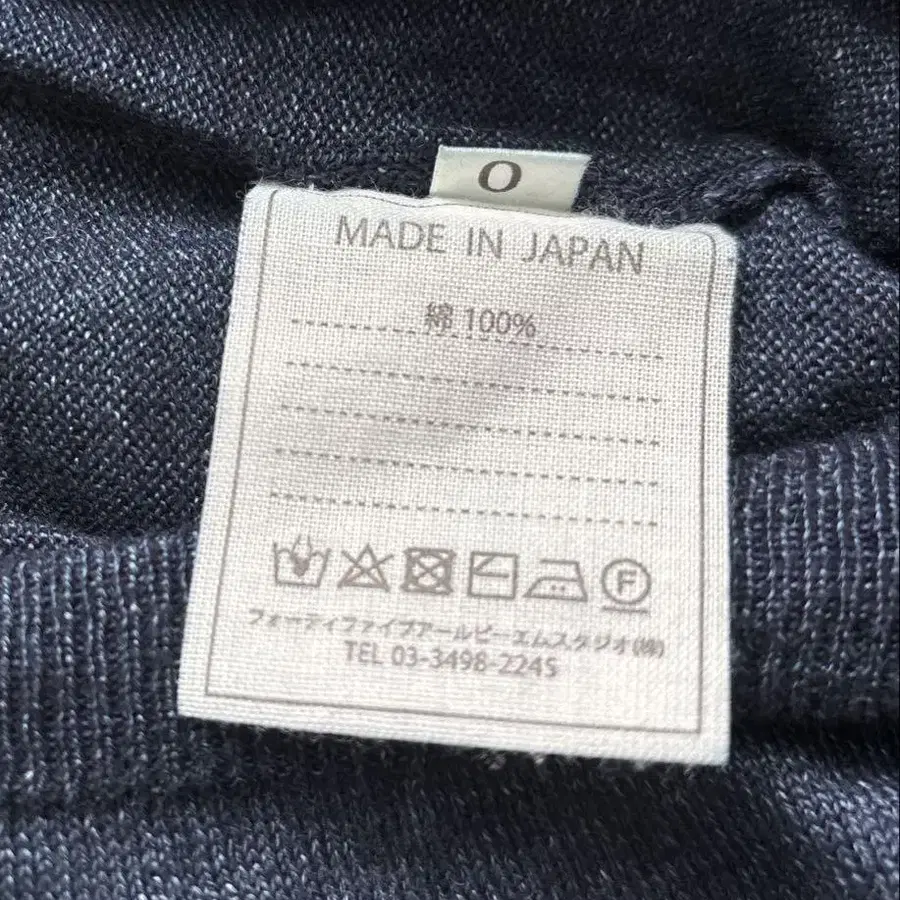 O
MADE IN JAPAN
綿 100%
F
フォーティファイブアールピーエムスタジオ(株)
TEL 03-3498-2245